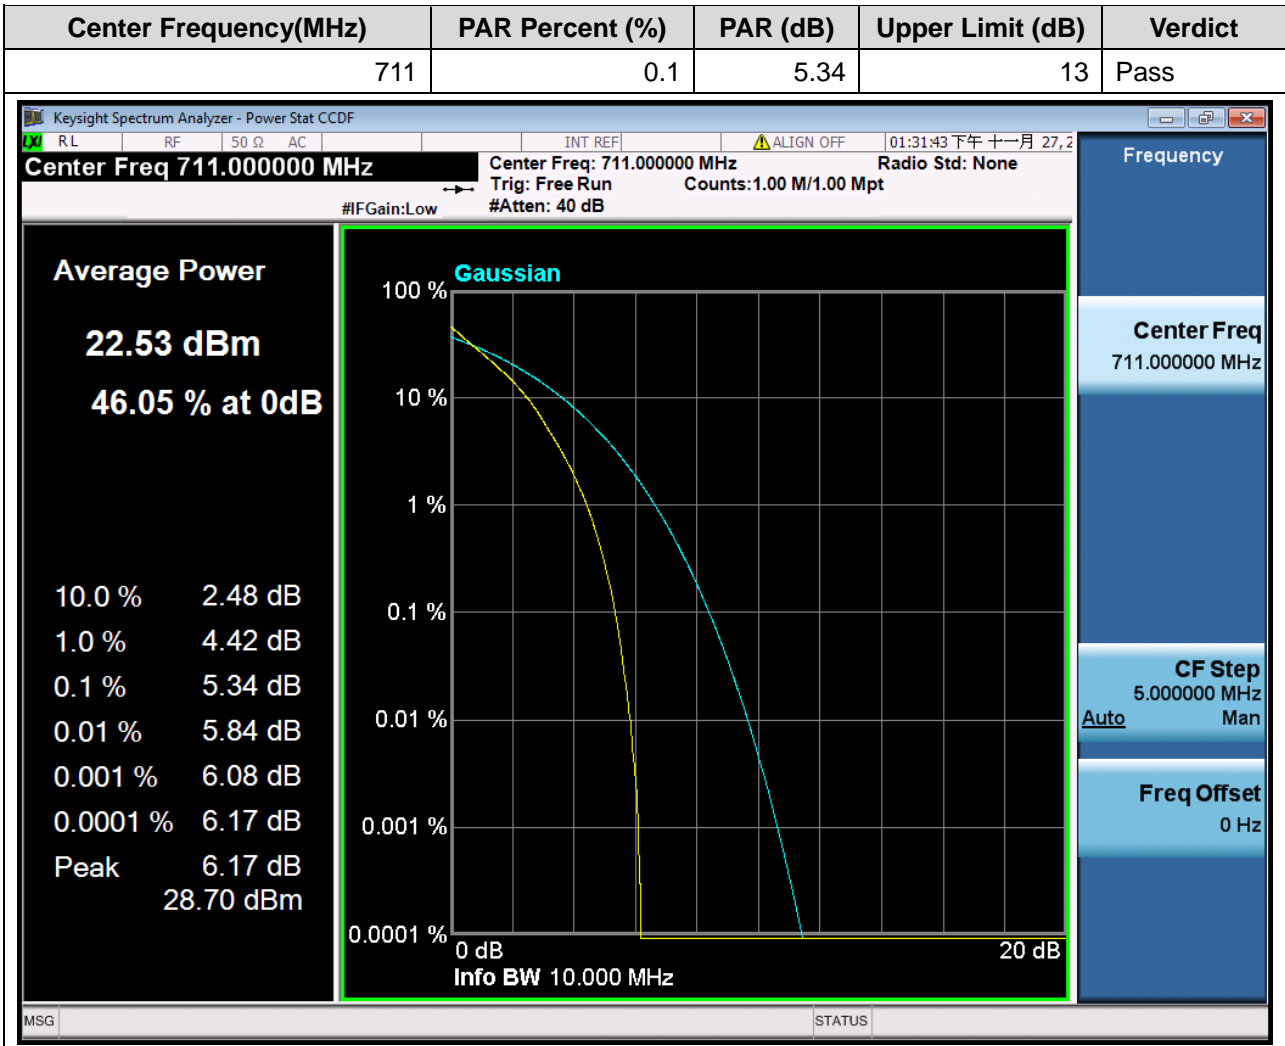 Center Frequency(MHz) PAR Percent (%) PAR (dB) Upper Limit (dB) Verdict
711 0.1 5.34 13 Pass
Keysight Spectrum Analyzer - Power Stat CCDF
LXI RL RF 50 Ω AC INT REF ALIGN OFF 01:31:43 下午 十一月 27, 2
Center Freq 711.000000 MHz
#IFGain:Low
Center Freq: 711.000000 MHz
Trig: Free Run Counts:1.00 M/1.00 Mpt
#Atten: 40 dB
Radio Std: None
Average Power
22.53 dBm
46.05 % at 0dB
10.0 % 2.48 dB
1.0 % 4.42 dB
0.1 % 5.34 dB
0.01 % 5.84 dB
0.001 % 6.08 dB
0.0001 % 6.17 dB
Peak 6.17 dB
28.70 dBm
Gaussian
100 %
10 %
1 %
0.1 %
0.01 %
0.001 %
0.0001 %
0 dB 20 dB
Info BW 10.000 MHz
Frequency
Center Freq
711.000000 MHz
CF Step
5.000000 MHz
Auto Man
Freq Offset
0 Hz
MSG STATUS